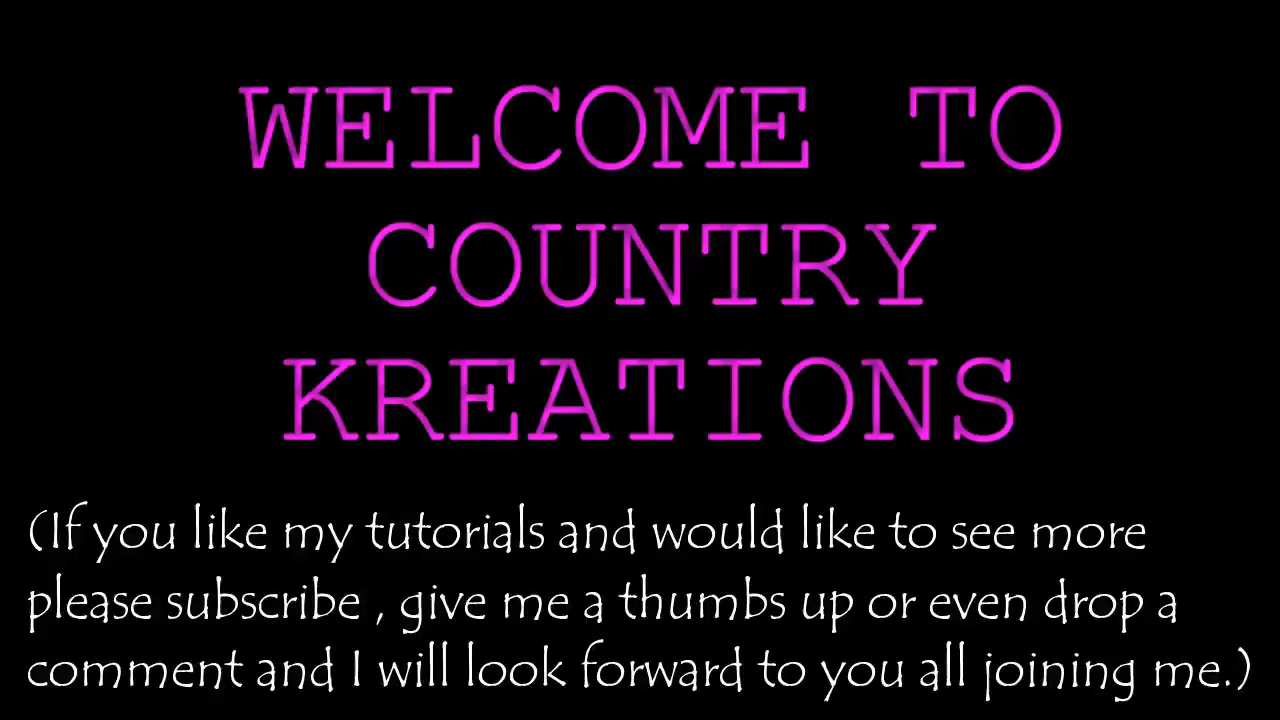 WELCOME TO
COUNTRY
KREATIONS
(If you like my tutorials and would like to see more
please subscribe , give me a thumbs up or even drop a
comment and I will look forward to you all joining me.)